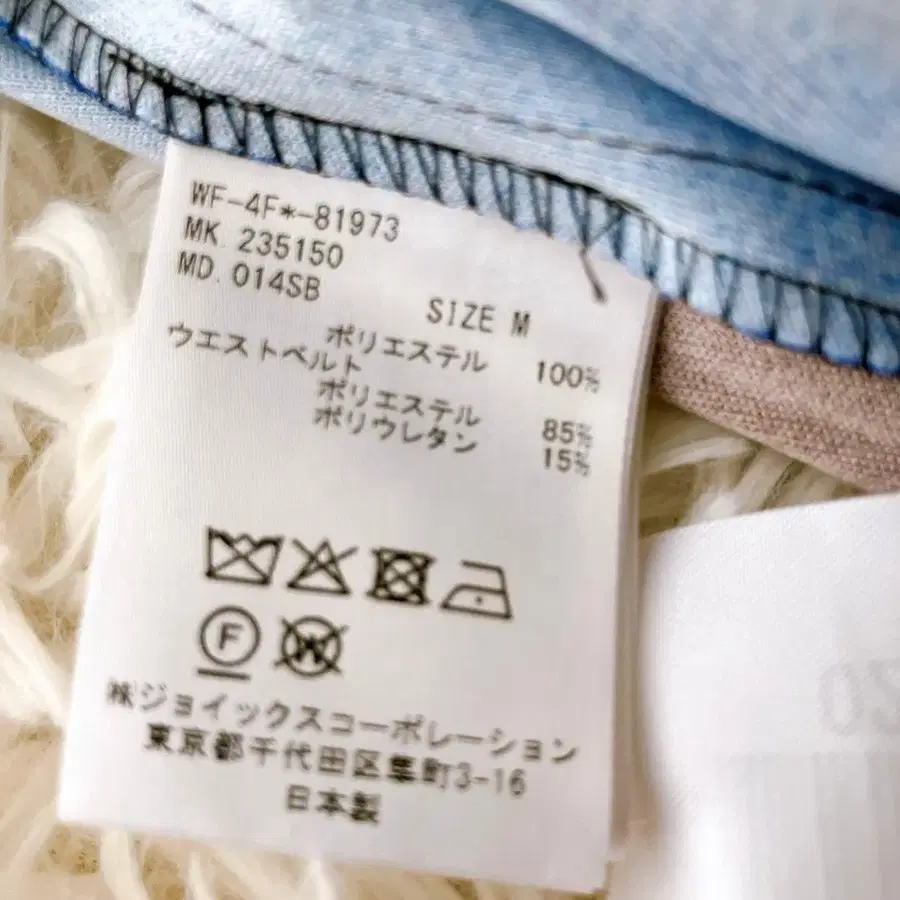 WF-4F*-81973
MK. 235150
MD. 014SB
SIZE M
ポリエステル 100%
ウエストベルト
ポリエステル 85%
ポリウレタン 15%
F
W
㈱ジョイックスコーポレーション
東京都千代田区隼町3-16
日本製